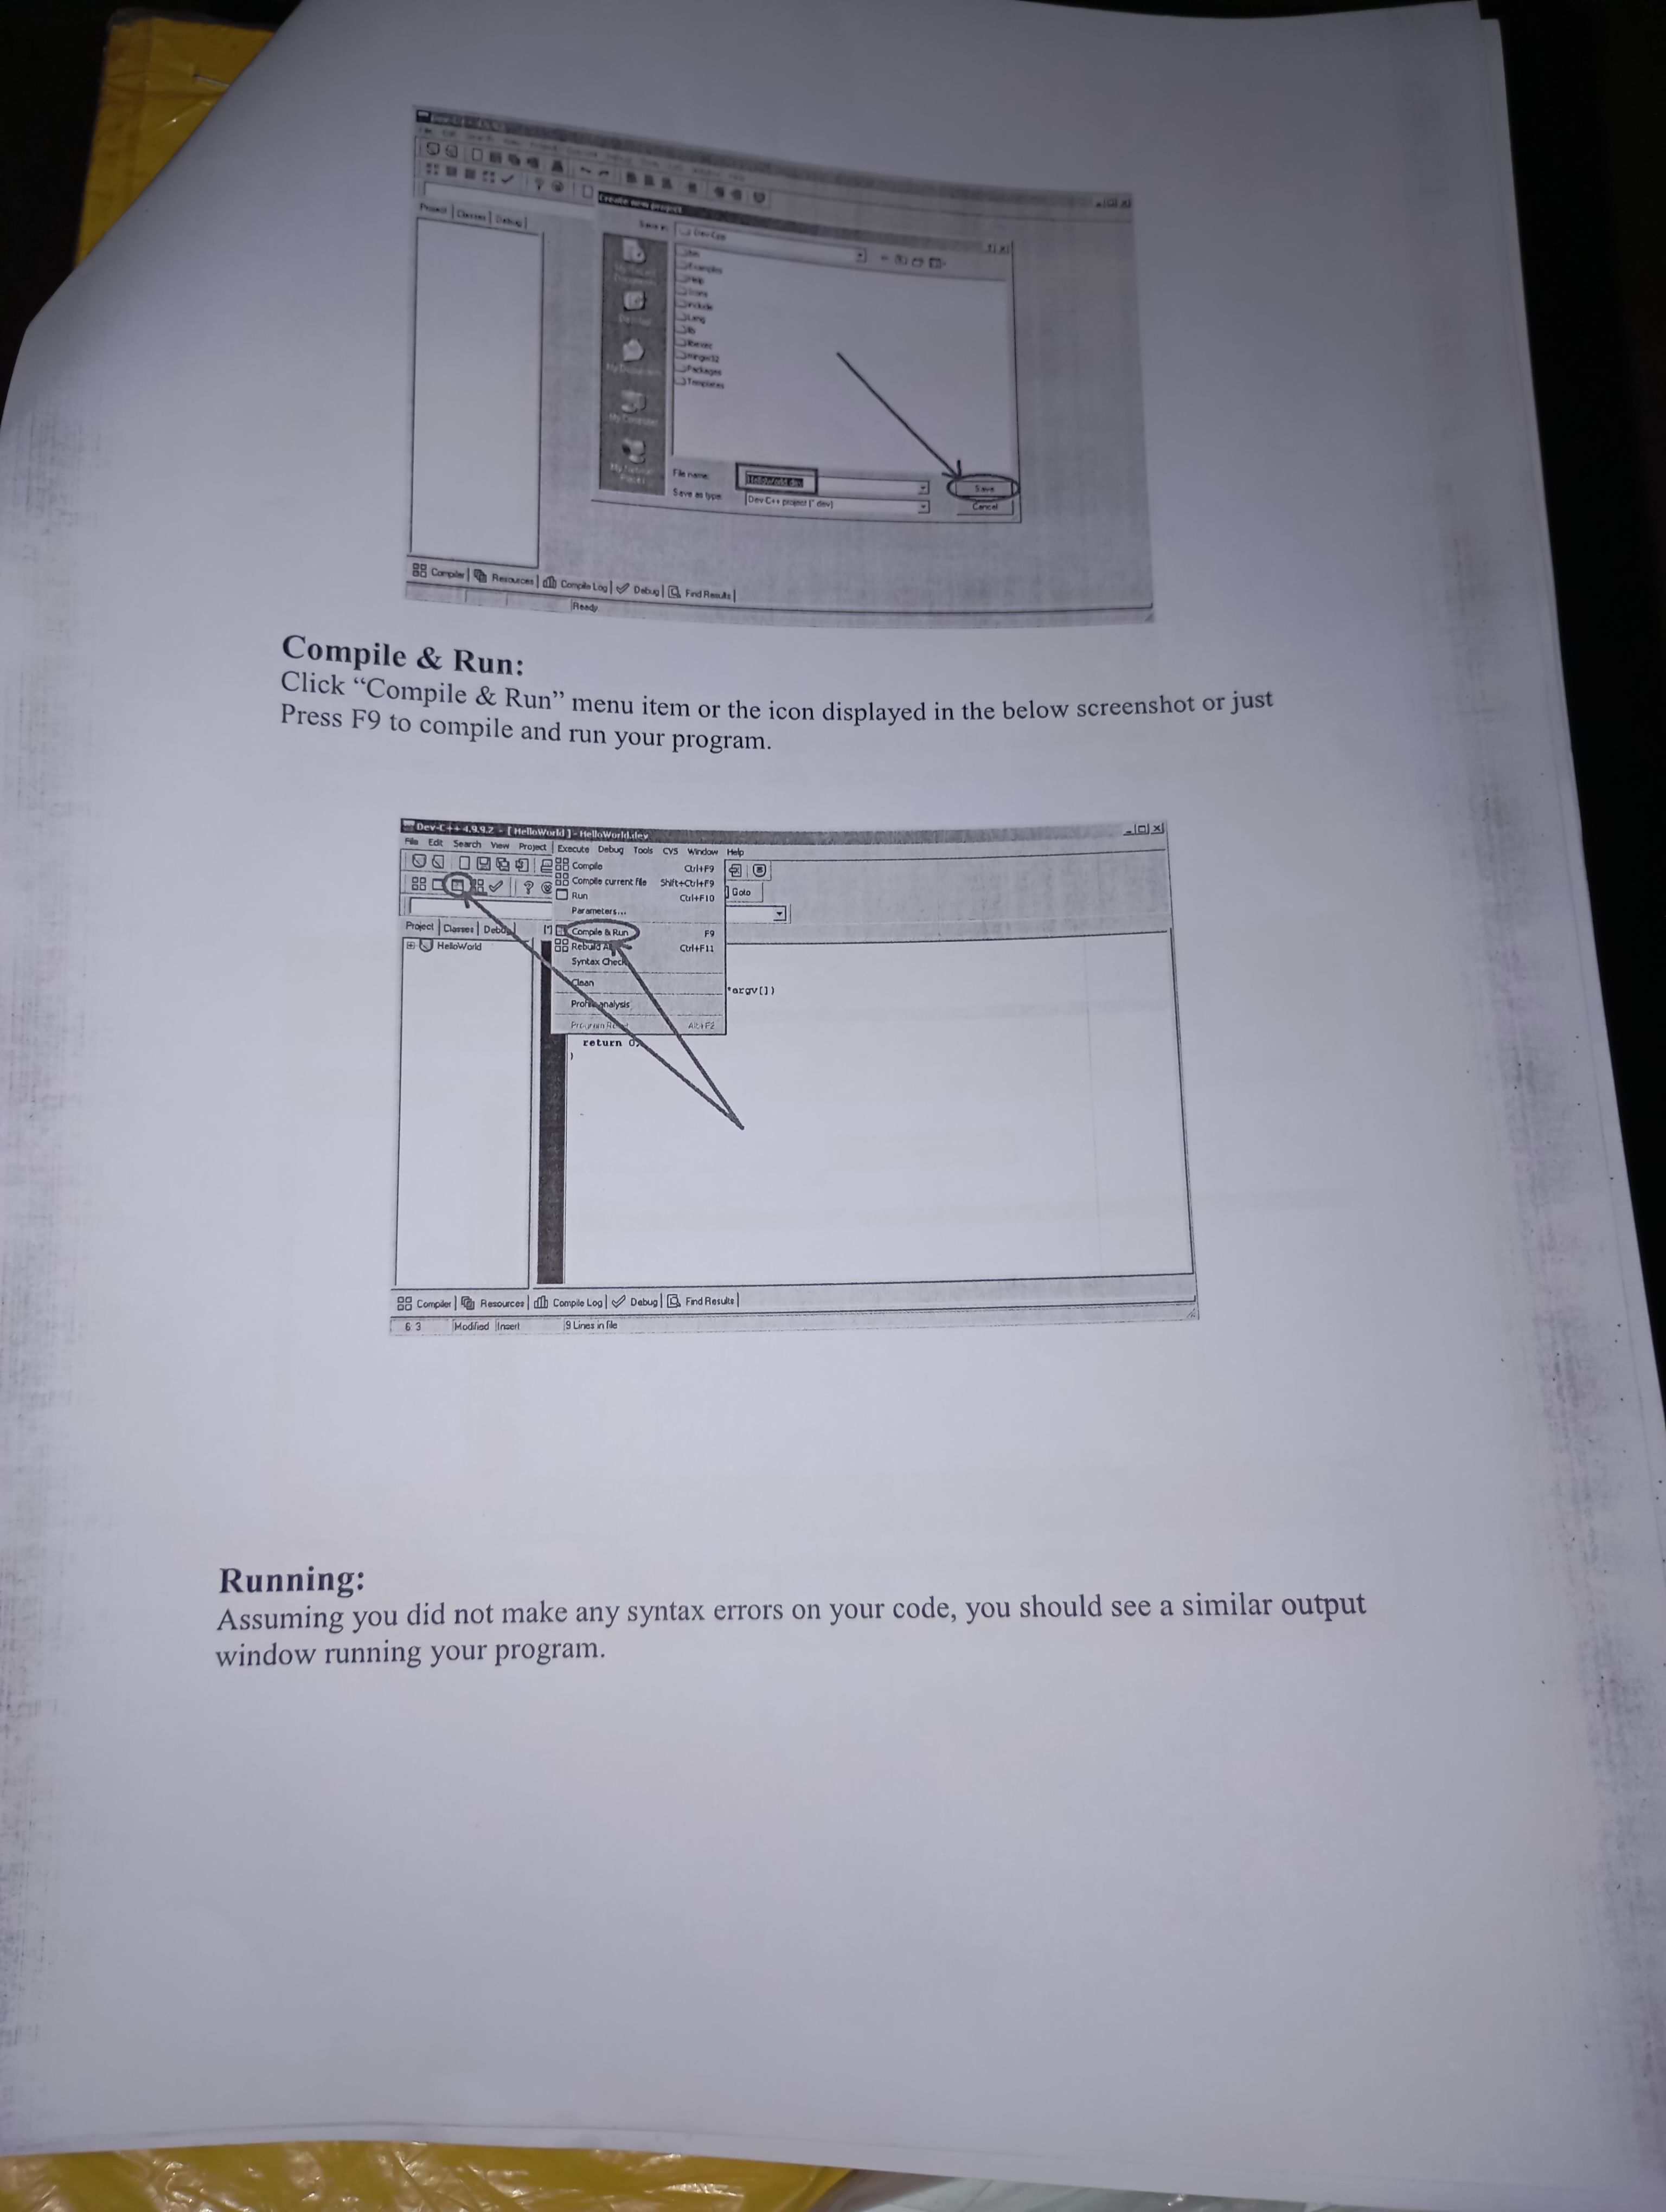 Dev-C++ 4.9.9.2
Project Classes Debug
Create new project
Save in:
Examples
Help
Icons
include
Lang
lib
libexec
mingw32
Packages
Templates
File name:
HelloWorld.dev
Save
Save as type:
Dev-C++ project (*.dev)
Cancel
Compiler Resources Compile Log Debug Find Results
Ready
Compile & Run:
Click “Compile & Run” menu item or the icon displayed in the below screenshot or just
Press F9 to compile and run your program.
Dev-C++ 4.9.9.2 - [ HelloWorld ] - HelloWorld.dev
File Edit Search View Project Execute Debug Tools CVS Window Help
Compile Ctrl+F9
Compile current file Shift+Ctrl+F9
Goto
Run Ctrl+F10
Parameters...
Project Classes Debug
[*]
Compile & Run F9
HelloWorld
Rebuild All Ctrl+F11
Syntax Check
Clean
*argv[])
Profile analysis
Program Reset Alt+F2
return 0;
}
Compiler Resources Compile Log Debug Find Results
6: 3 Modified Insert 9 Lines in file
Running:
Assuming you did not make any syntax errors on your code, you should see a similar output
window running your program.